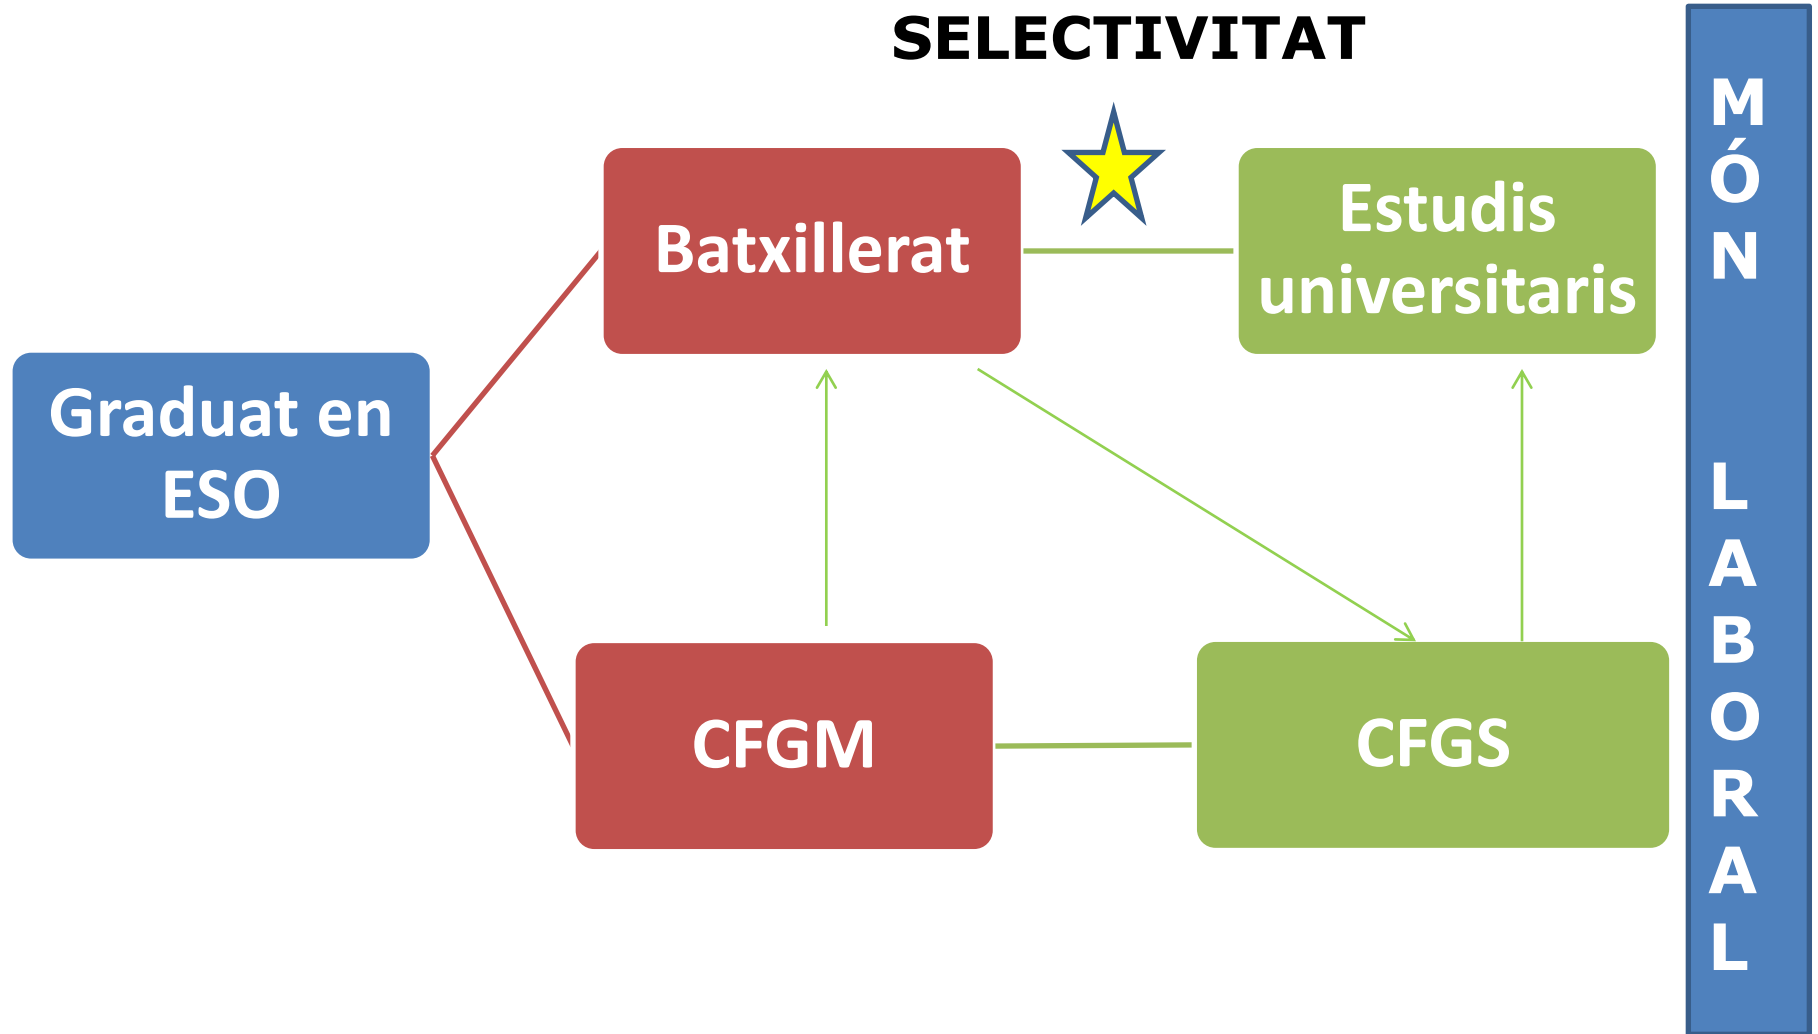 SELECTIVITAT
Graduat en
ESO
Batxillerat
Estudis
universitaris
CFGM
CFGS
MÓN LABORAL